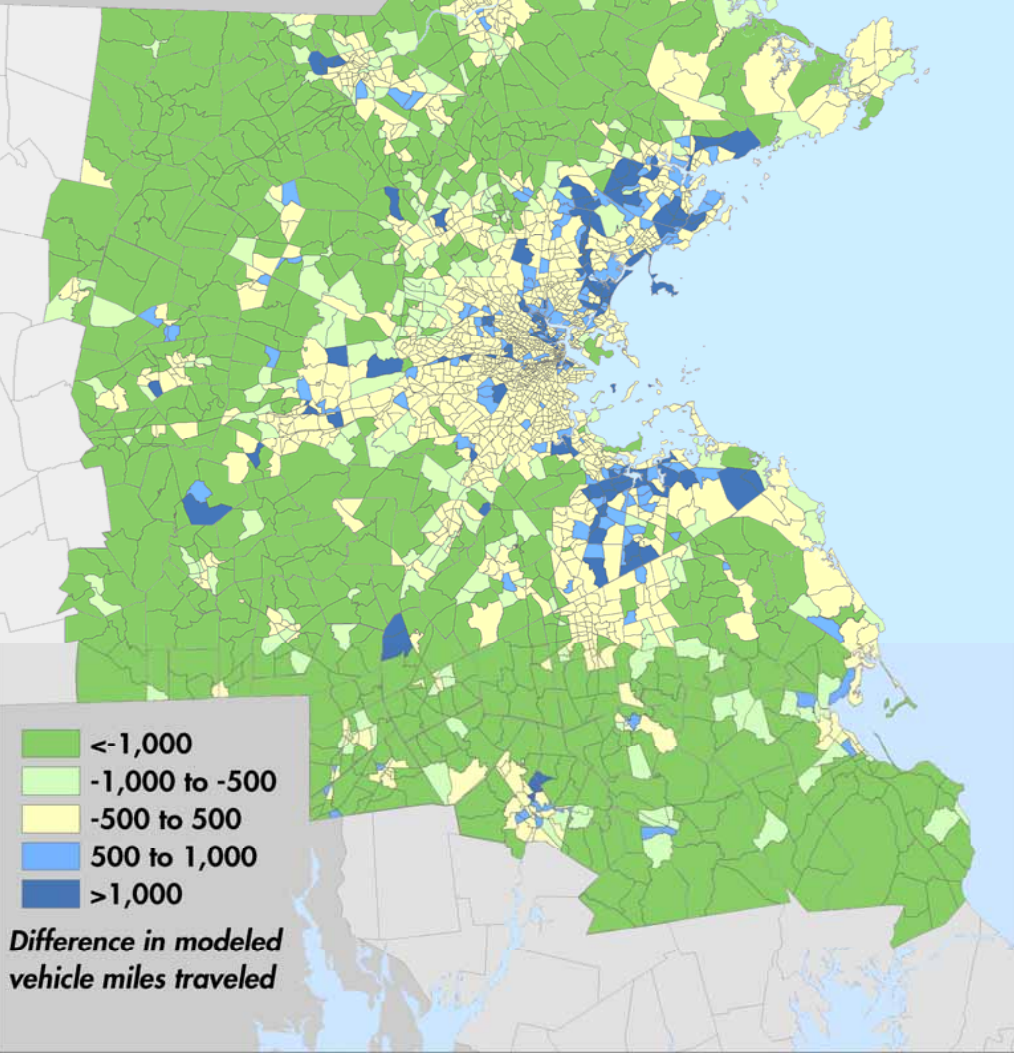 <-1,000
-1,000 to -500
-500 to 500
500 to 1,000
>1,000
Difference in modeled
vehicle miles traveled